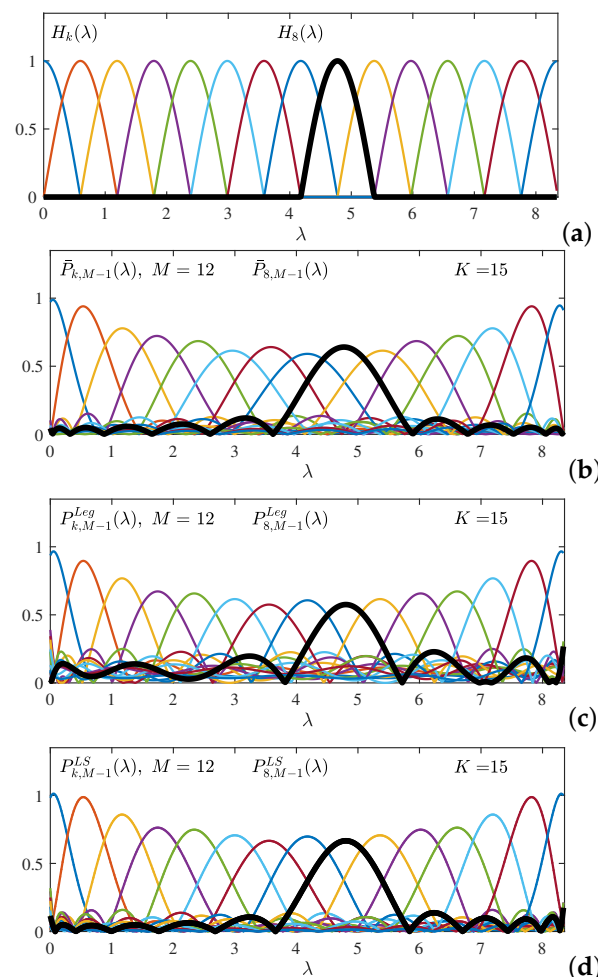 H_k(λ) H_8(λ)
1
0.5
0
0 1 2 3 4 5 6 7 8
λ
(a)
P̄_{k,M−1}(λ), M = 12 P̄_{8,M−1}(λ) K =15
1
0.5
0
0 1 2 3 4 5 6 7 8
λ
(b)
P^{Leg}_{k,M−1}(λ), M = 12 P^{Leg}_{8,M−1}(λ) K =15
1
0.5
0
0 1 2 3 4 5 6 7 8
λ
(c)
P^{LS}_{k,M−1}(λ), M = 12 P^{LS}_{8,M−1}(λ) K =15
1
0.5
0
0 1 2 3 4 5 6 7 8
λ
(d)